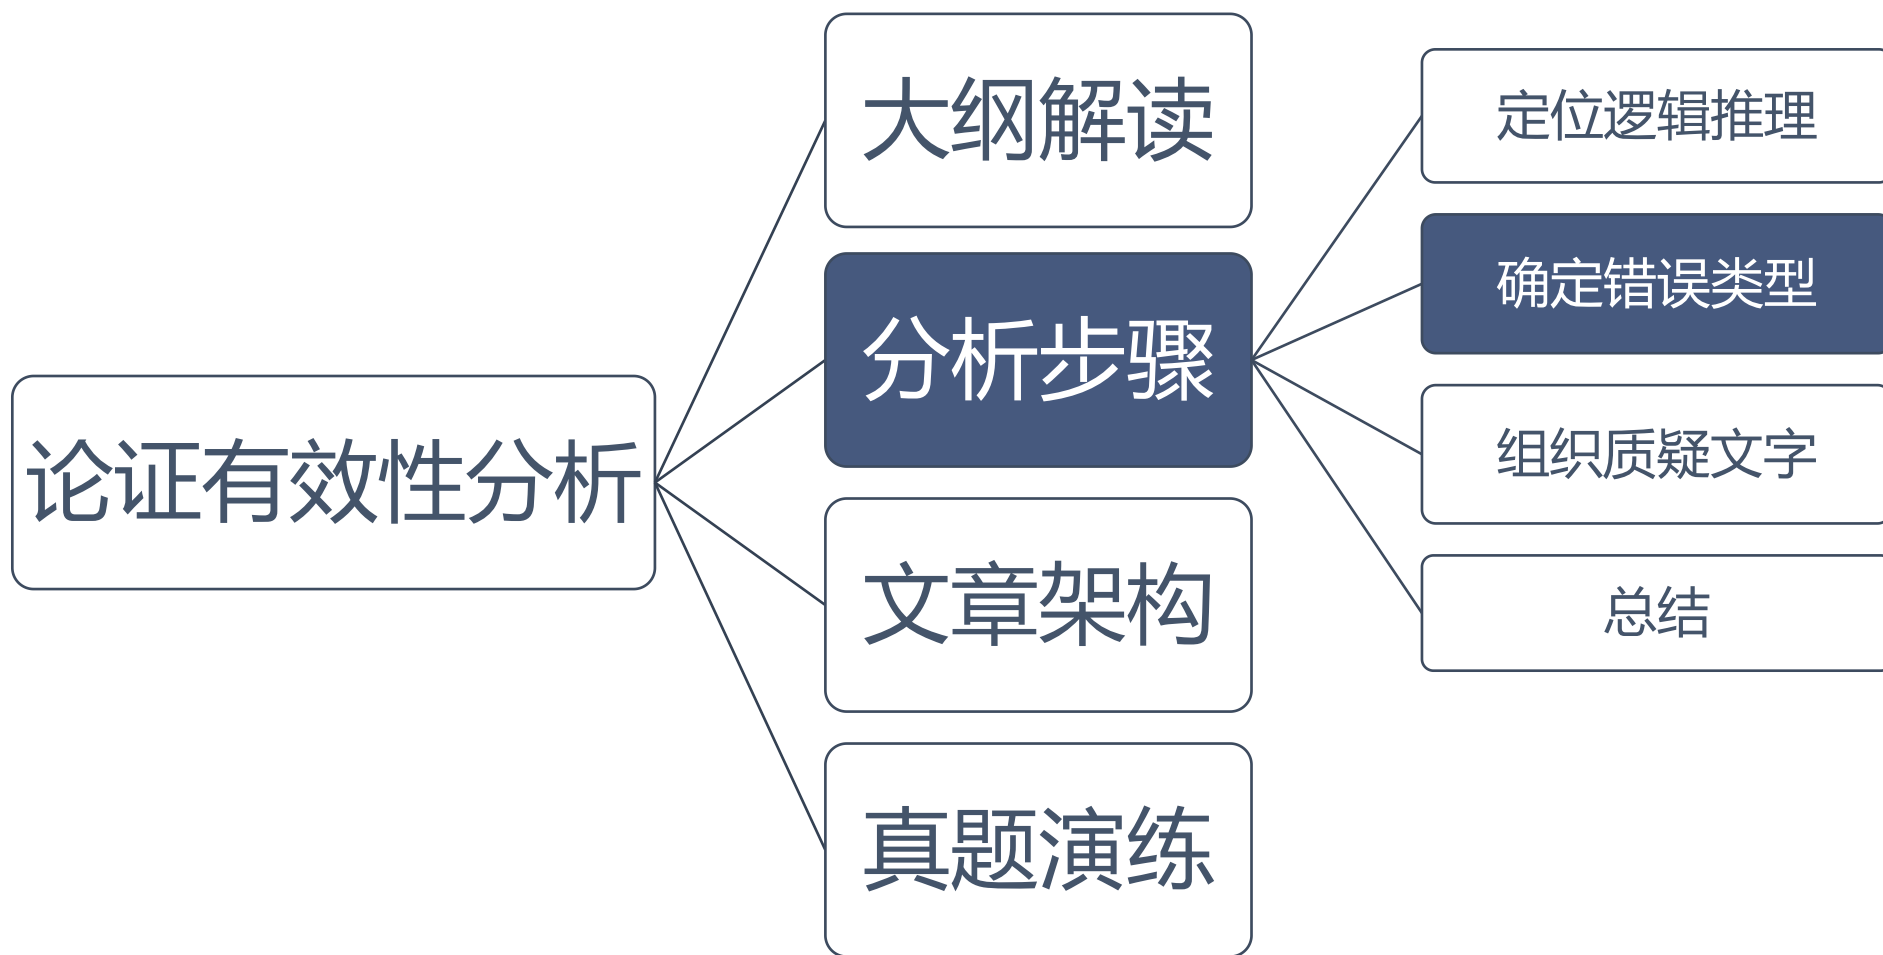 论证有效性分析
大纲解读
分析步骤
文章架构
真题演练
定位逻辑推理
确定错误类型
组织质疑文字
总结